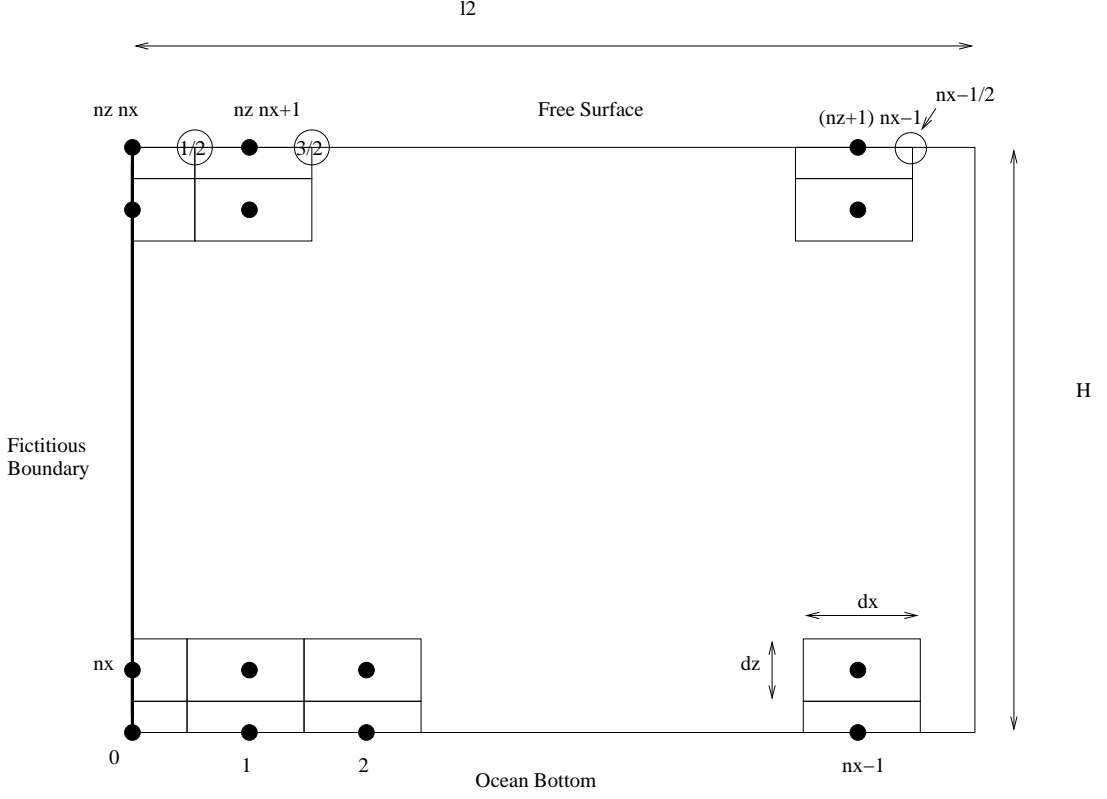 l2
nx−1/2
nz nx
nz nx+1
Free Surface
(nz+1) nx−1
1/2
3/2
H
Fictitious
Boundary
dx
nx
dz
0
1
2
nx−1
Ocean Bottom